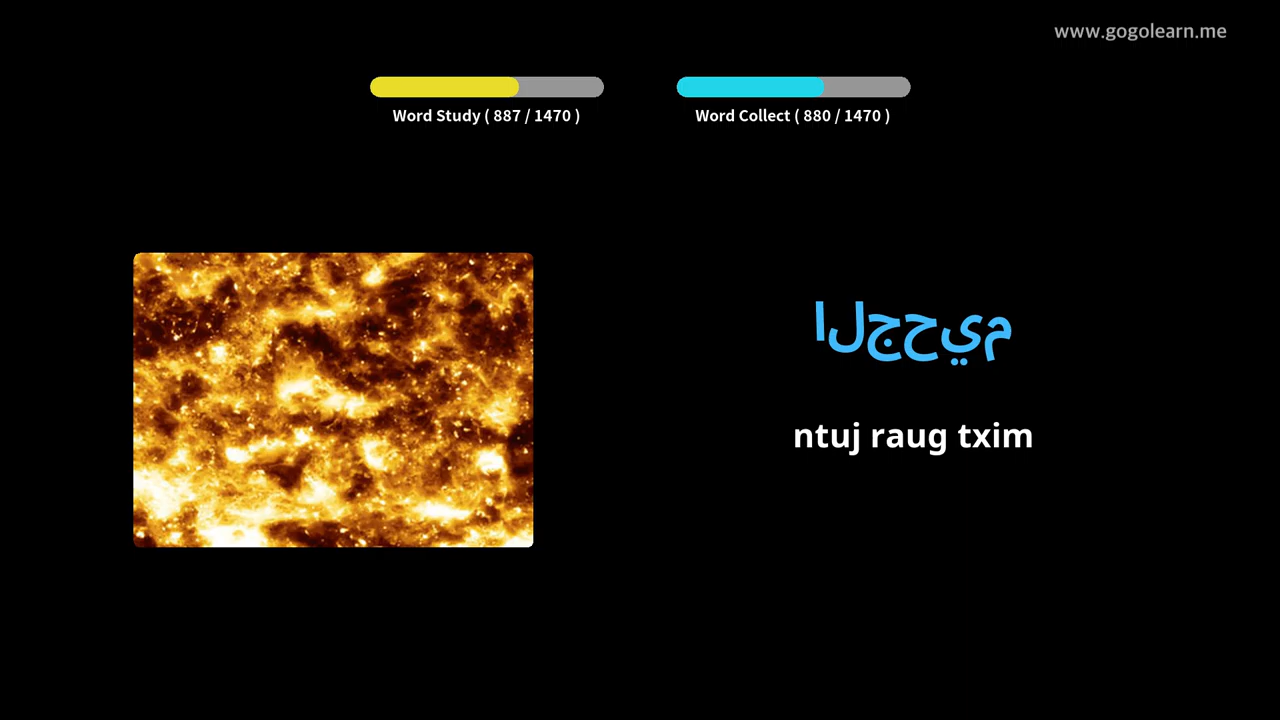 www.gogolearn.me
Word Study ( 887 / 1470 )
Word Collect ( 880 / 1470 )
الجحيم
ntuj raug txim